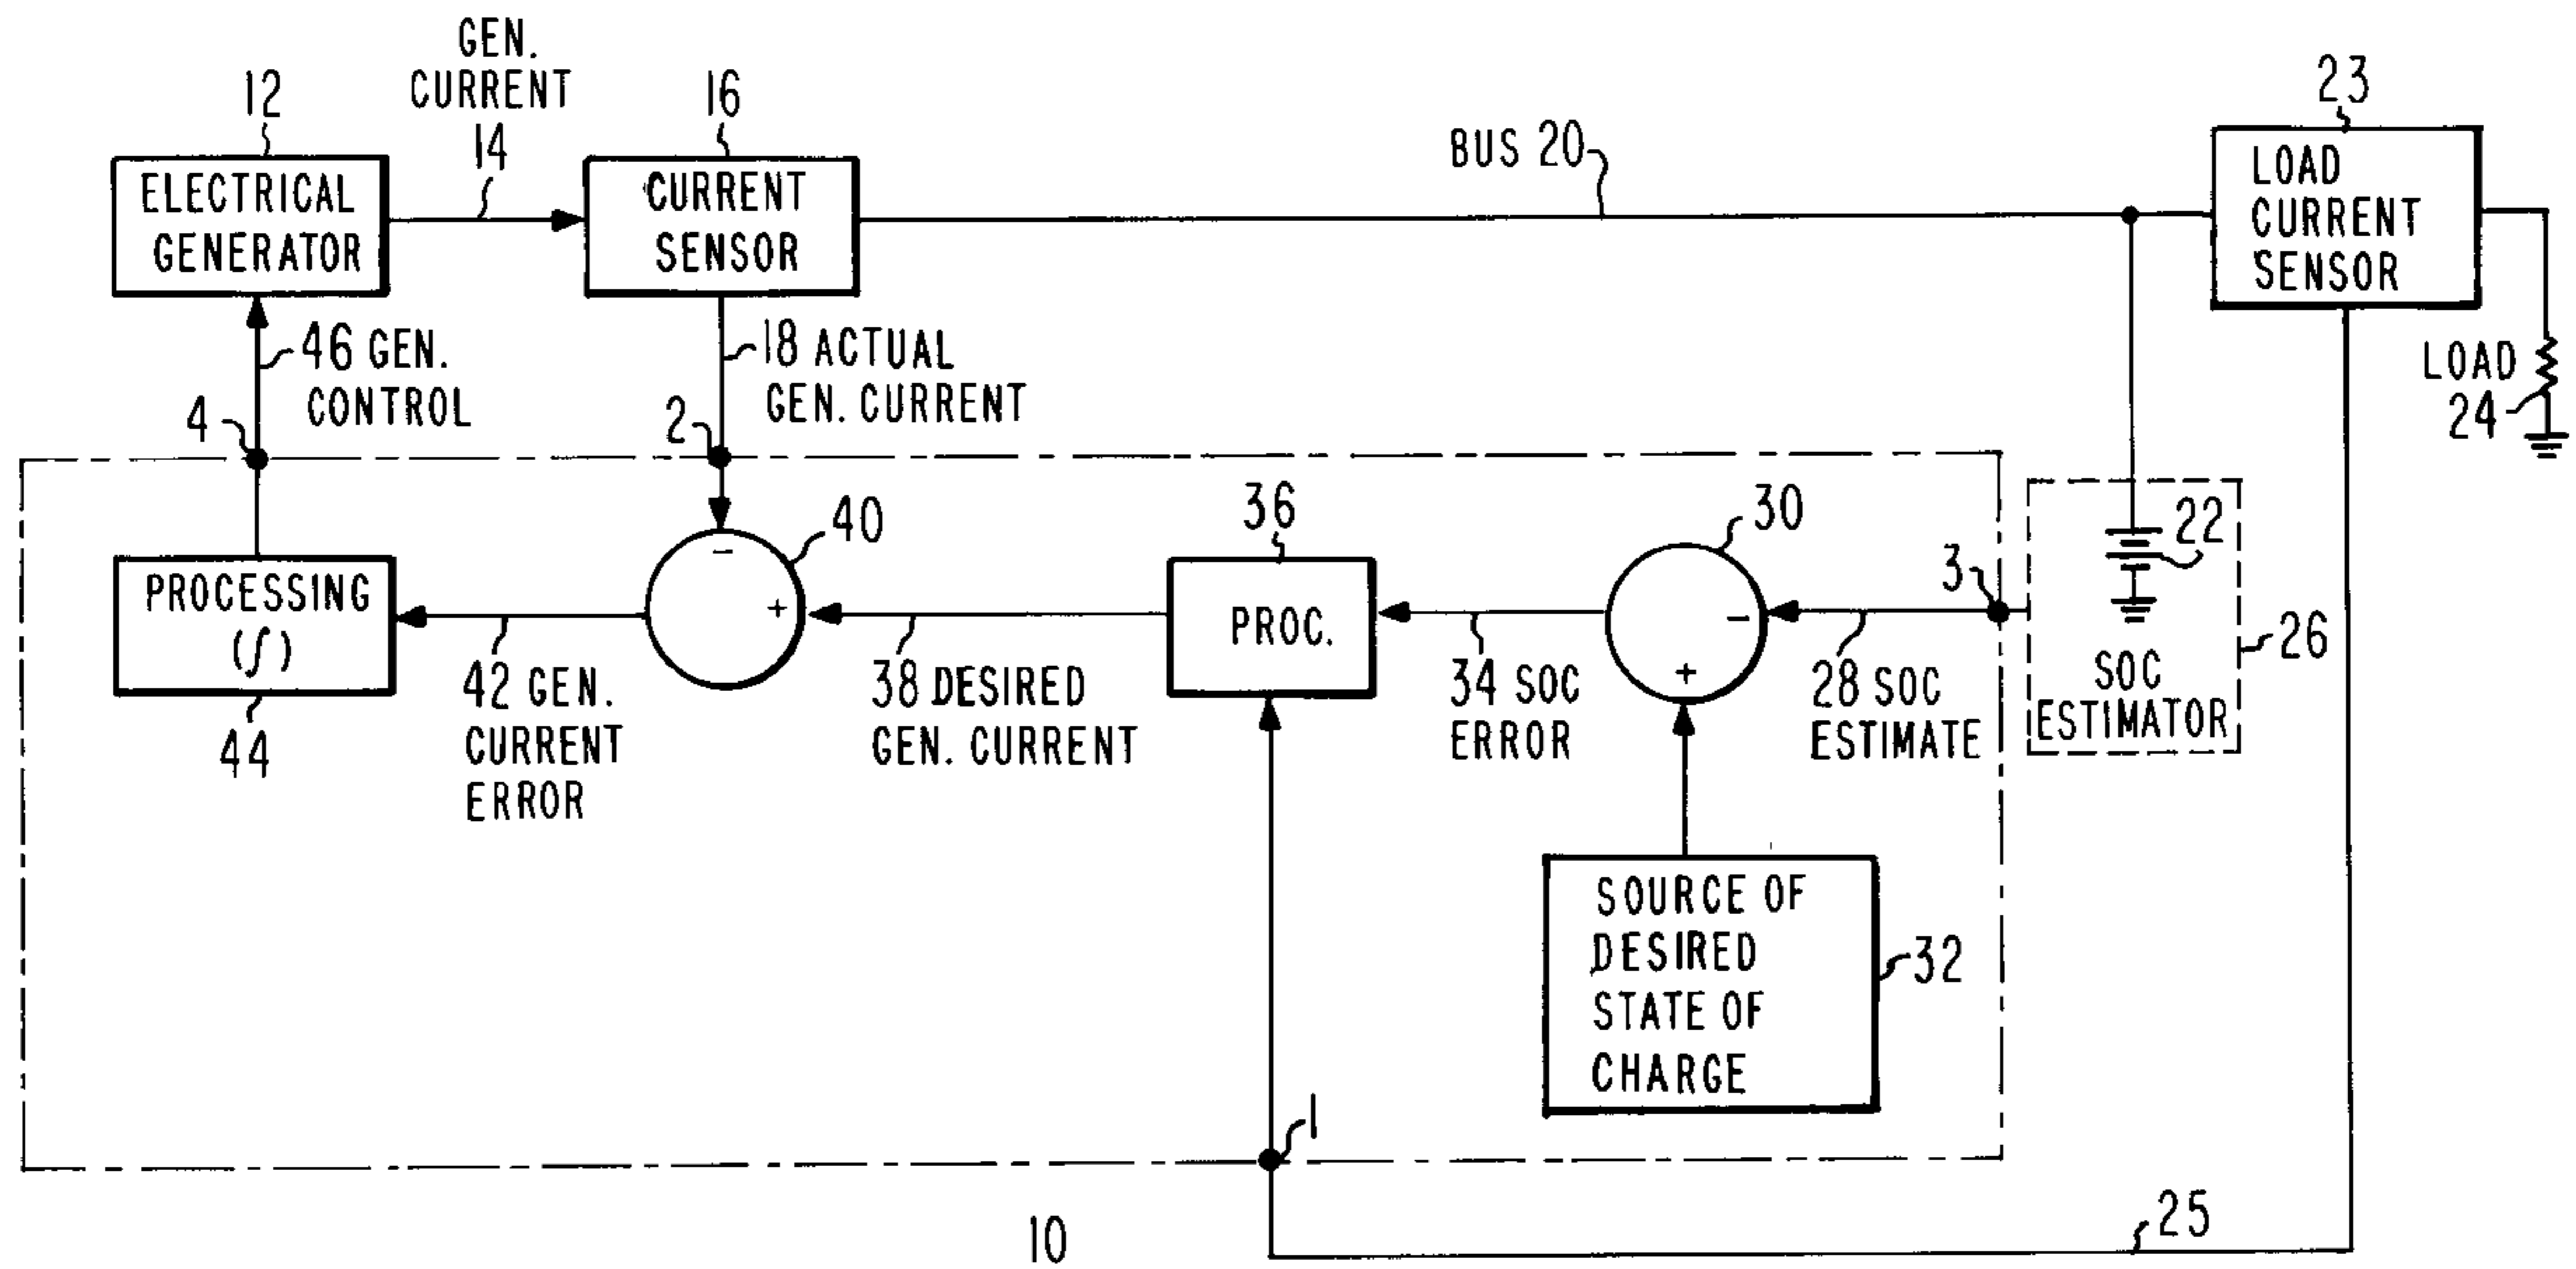 12
GEN.
CURRENT
14
16
BUS 20
23
ELECTRICAL
GENERATOR
CURRENT
SENSOR
LOAD
CURRENT
SENSOR
46 GEN.
CONTROL
18 ACTUAL
GEN. CURRENT
LOAD
24
4
2
40
36
30
3
22
26
SOC
ESTIMATOR
PROCESSING
(∫)
44
-
+
PROC.
-
+
42 GEN.
CURRENT
ERROR
38 DESIRED
GEN. CURRENT
34 SOC
ERROR
28 SOC
ESTIMATE
SOURCE OF
DESIRED
STATE OF
CHARGE
32
1
10
25